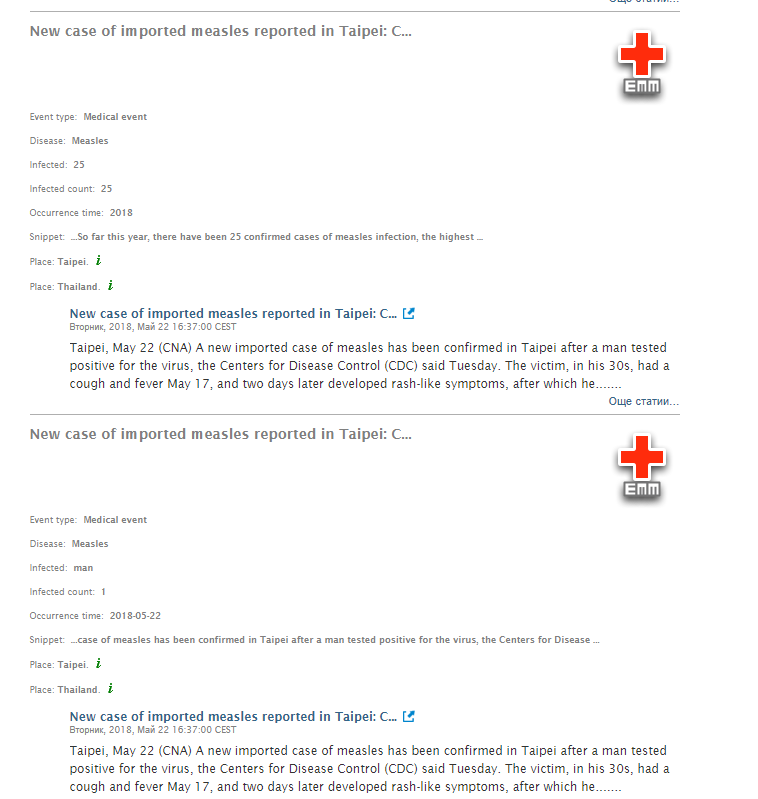 Още статии...
New case of imported measles reported in Taipei: C...
Emm
Event type: Medical event
Disease: Measles
Infected: 25
Infected count: 25
Occurrence time: 2018
Snippet: ...So far this year, there have been 25 confirmed cases of measles infection, the highest ...
Place: Taipei. i
Place: Thailand. i
New case of imported measles reported in Taipei: C...
Вторник, 2018, Май 22 16:37:00 CEST
Taipei, May 22 (CNA) A new imported case of measles has been confirmed in Taipei after a man tested
positive for the virus, the Centers for Disease Control (CDC) said Tuesday. The victim, in his 30s, had a
cough and fever May 17, and two days later developed rash-like symptoms, after which he.......
Още статии...
New case of imported measles reported in Taipei: C...
Emm
Event type: Medical event
Disease: Measles
Infected: man
Infected count: 1
Occurrence time: 2018-05-22
Snippet: ...case of measles has been confirmed in Taipei after a man tested positive for the virus, the Centers for Disease ...
Place: Taipei. i
Place: Thailand. i
New case of imported measles reported in Taipei: C...
Вторник, 2018, Май 22 16:37:00 CEST
Taipei, May 22 (CNA) A new imported case of measles has been confirmed in Taipei after a man tested
positive for the virus, the Centers for Disease Control (CDC) said Tuesday. The victim, in his 30s, had a
cough and fever May 17, and two days later developed rash-like symptoms, after which he.......